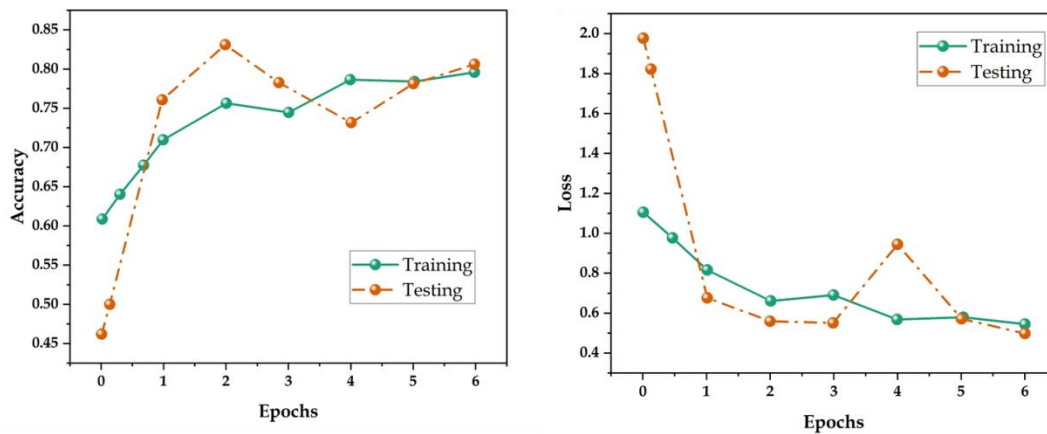 0.85
0.80
0.75
0.70
0.65
0.60
0.55
0.50
0.45
Accuracy
Training
Testing
0 1 2 3 4 5 6
Epochs
2.0
1.8
1.6
1.4
1.2
1.0
0.8
0.6
0.4
Loss
Training
Testing
0 1 2 3 4 5 6
Epochs